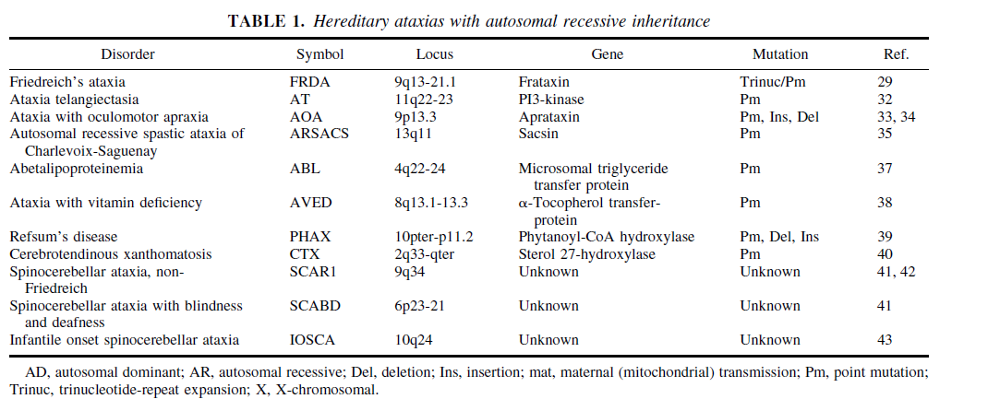 TABLE 1. Hereditary ataxias with autosomal recessive inheritance
Disorder Symbol Locus Gene Mutation Ref.
Friedreich's ataxia FRDA 9q13-21.1 Frataxin Trinuc/Pm 29
Ataxia telangiectasia AT 11q22-23 PI3-kinase Pm 32
Ataxia with oculomotor apraxia AOA 9p13.3 Aprataxin Pm, Ins, Del 33, 34
Autosomal recessive spastic ataxia of ARSACS 13q11 Sacsin Pm 35
Charlevoix-Saguenay
Abetalipoproteinemia ABL 4q22-24 Microsomal triglyceride Pm 37
transfer protein
Ataxia with vitamin deficiency AVED 8q13.1-13.3 α-Tocopherol transfer- Pm 38
protein
Refsum's disease PHAX 10pter-p11.2 Phytanoyl-CoA hydroxylase Pm, Del, Ins 39
Cerebrotendinous xanthomatosis CTX 2q33-qter Sterol 27-hydroxylase Pm 40
Spinocerebellar ataxia, non- SCAR1 9q34 Unknown Unknown 41, 42
Friedreich
Spinocerebellar ataxia with blindness SCABD 6p23-21 Unknown Unknown 41
and deafness
Infantile onset spinocerebellar ataxia IOSCA 10q24 Unknown Unknown 43
AD, autosomal dominant; AR, autosomal recessive; Del, deletion; Ins, insertion; mat, maternal (mitochondrial) transmission; Pm, point mutation;
Trinuc, trinucleotide-repeat expansion; X, X-chromosomal.